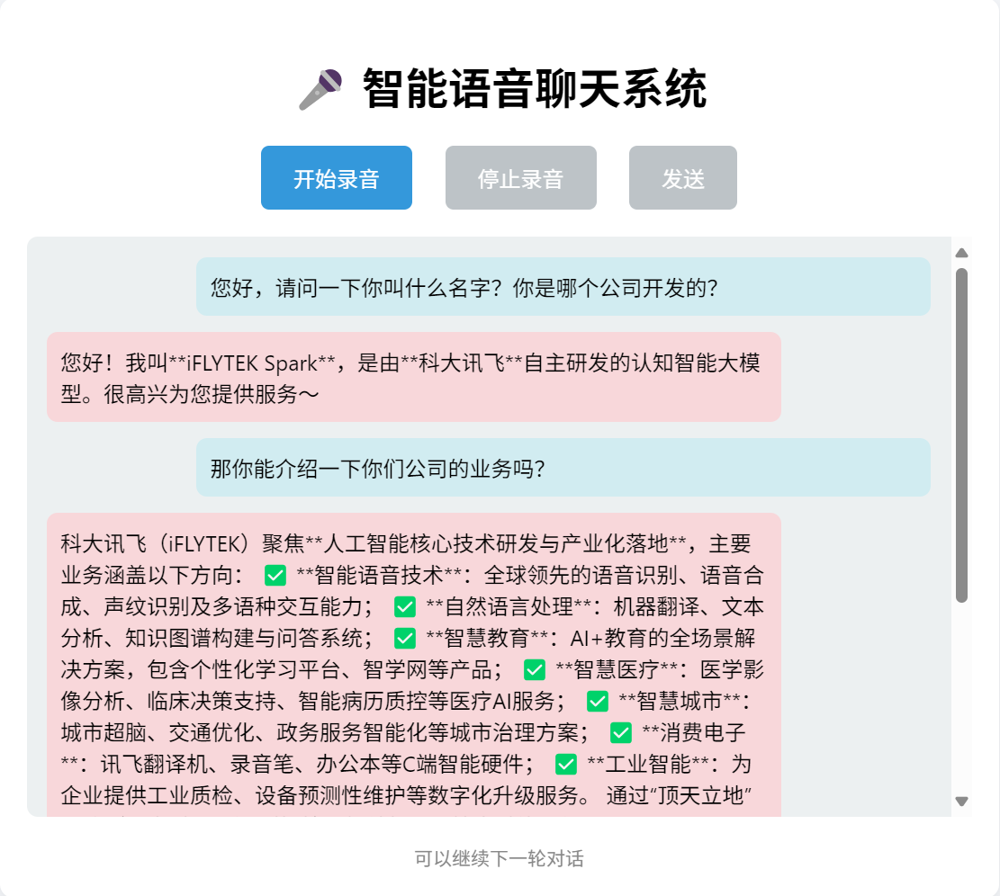 🎤 智能语音聊天系统
开始录音
停止录音
发送
您好，请问一下你叫什么名字？你是哪个公司开发的？
您好！我叫**iFLYTEK Spark**，是由**科大讯飞**自主研发的认知智能大模
型。很高兴为您提供服务～
那你能介绍一下你们公司的业务吗？
科大讯飞（iFLYTEK）聚焦**人工智能核心技术研发与产业化落地**，主要
业务涵盖以下方向： ✅ **智能语音技术**：全球领先的语音识别、语音合
成、声纹识别及多语种交互能力； ✅ **自然语言处理**：机器翻译、文本
分析、知识图谱构建与问答系统； ✅ **智慧教育**：AI+教育的全场景解
决方案，包含个性化学习平台、智学网等产品； ✅ **智慧医疗**：医学影
像分析、临床决策支持、智能病历质控等医疗AI服务； ✅ **智慧城市**：
城市超脑、交通优化、政务服务智能化等城市治理方案； ✅ **消费电子
**：讯飞翻译机、录音笔、办公本等C端智能硬件； ✅ **工业智能**：为
企业提供工业质检、设备预测性维护等数字化升级服务。 通过“顶天立地”
可以继续下一轮对话